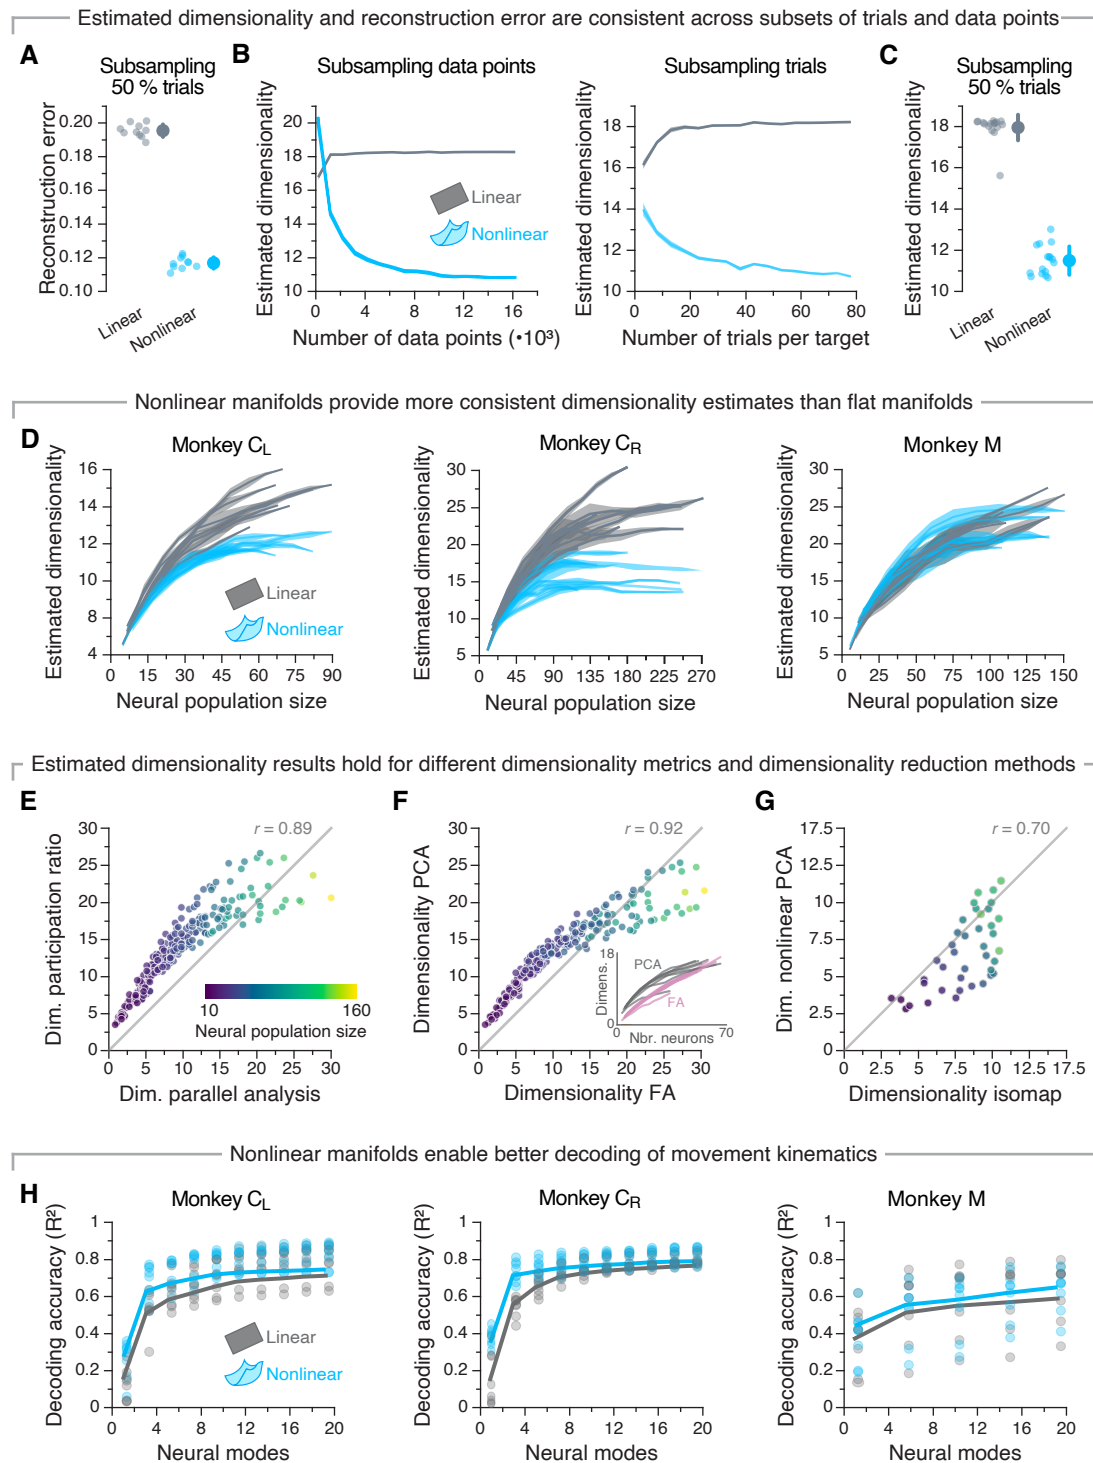 Estimated dimensionality and reconstruction error are consistent across subsets of trials and data points
A
Subsampling
50 % trials
Reconstruction error
0.20
0.18
0.16
0.14
0.12
0.10
Linear
Nonlinear
B
Subsampling data points
Estimated dimensionality
20
18
16
14
12
10
0 4 8 12 16
Number of data points (•10³)
Linear
Nonlinear
Subsampling trials
Estimated dimensionality
18
16
14
12
10
0 20 40 60 80
Number of trials per target
C
Subsampling
50 % trials
Estimated dimensionality
18
16
14
12
10
Linear
Nonlinear
Nonlinear manifolds provide more consistent dimensionality estimates than flat manifolds
D
Monkey CL
Estimated dimensionality
16
14
12
10
8
4
0 15 30 45 60 75 90
Neural population size
Linear
Nonlinear
Monkey CR
Estimated dimensionality
30
25
20
15
10
5
0 45 90 135 180 225 270
Neural population size
Monkey M
Estimated dimensionality
30
25
20
15
10
5
0 25 50 75 100 125 150
Neural population size
Estimated dimensionality results hold for different dimensionality metrics and dimensionality reduction methods
E
Dim. participation ratio
r = 0.89
30
25
20
15
10
5
0
0 5 10 15 20 25 30
Dim. parallel analysis
10 160
Neural population size
F
Dimensionality PCA
r = 0.92
30
25
20
15
10
5
0
0 5 10 15 20 25 30
Dimensionality FA
18
Dimens.
PCA
FA
0
0 70
Nbr. neurons
G
Dim. nonlinear PCA
r = 0.70
17.5
12.5
10
7.5
5
2.5
0
0 2.5 5 7.5 10 12.5 17.5
Dimensionality isomap
Nonlinear manifolds enable better decoding of movement kinematics
H
Monkey CL
Decoding accuracy (R²)
1
0.8
0.6
0.4
0.2
0
0 4 8 12 16 20
Neural modes
Linear
Nonlinear
Monkey CR
Decoding accuracy (R²)
1
0.8
0.6
0.4
0.2
0
0 4 8 12 16 20
Neural modes
Monkey M
Decoding accuracy (R²)
1
0.8
0.6
0.4
0.2
0
0 4 8 12 16 20
Neural modes